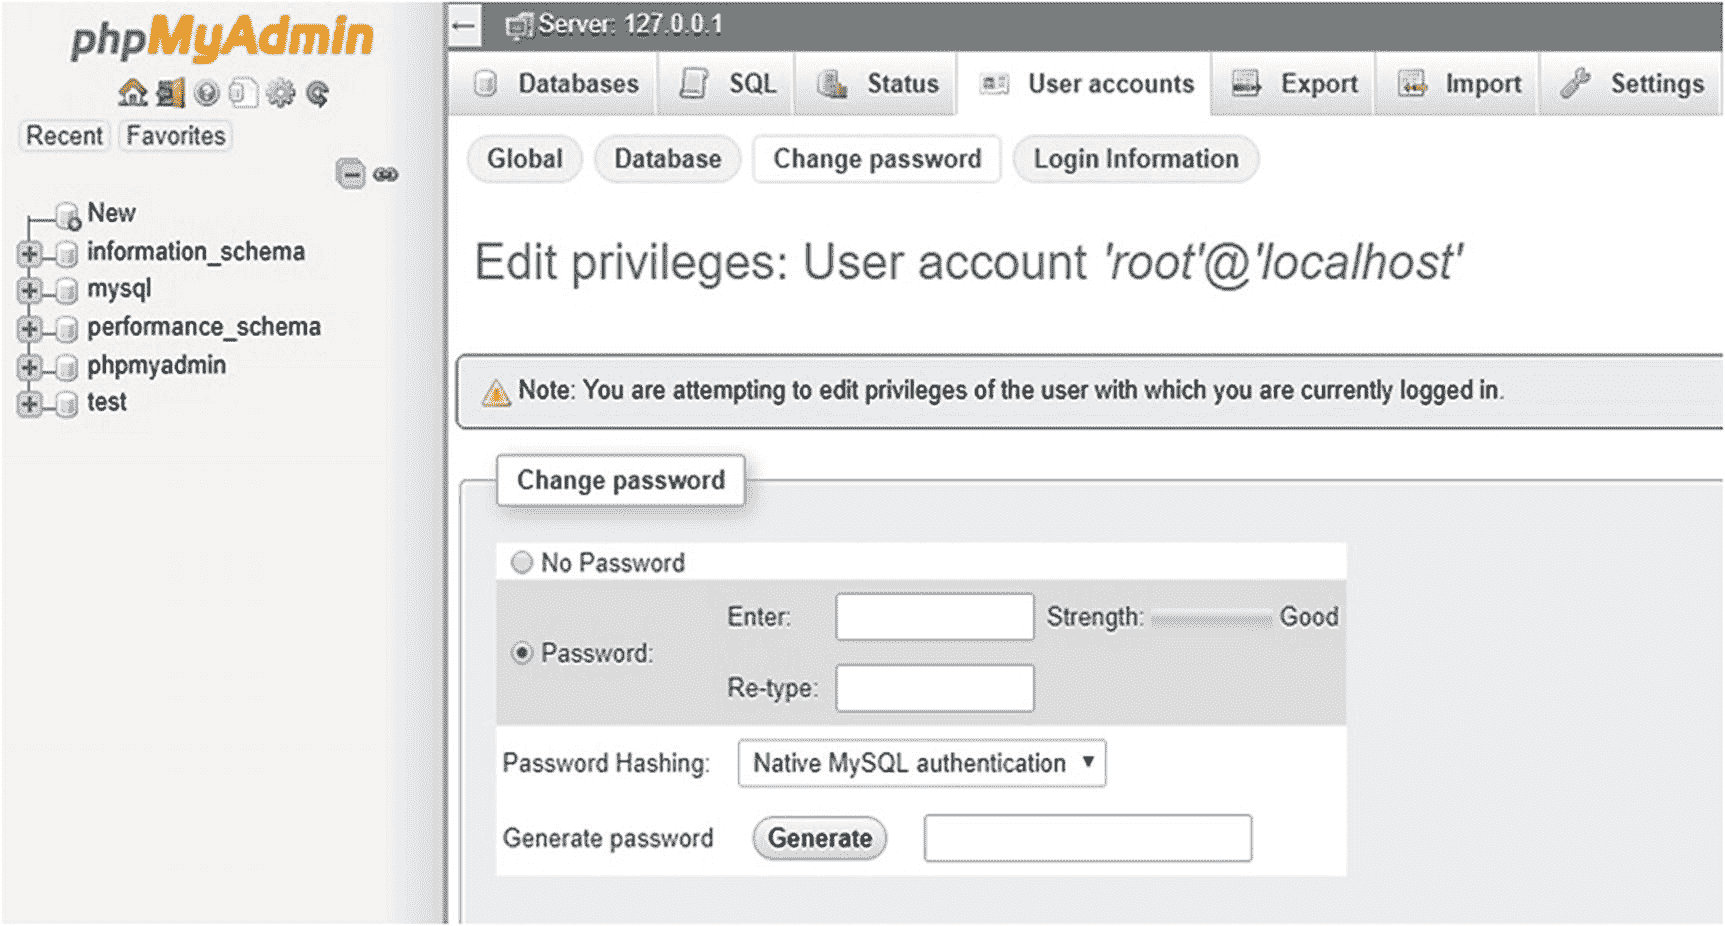 phpMyAdmin
Recent Favorites
New
information_schema
mysql
performance_schema
phpmyadmin
test
Server: 127.0.0.1
Databases SQL Status User accounts Export Import Settings
Global Database Change password Login Information
Edit privileges: User account 'root'@'localhost'
Note: You are attempting to edit privileges of the user with which you are currently logged in.
Change password
No Password
Enter: Strength: Good
Password:
Re-type:
Password Hashing: Native MySQL authentication
Generate password Generate